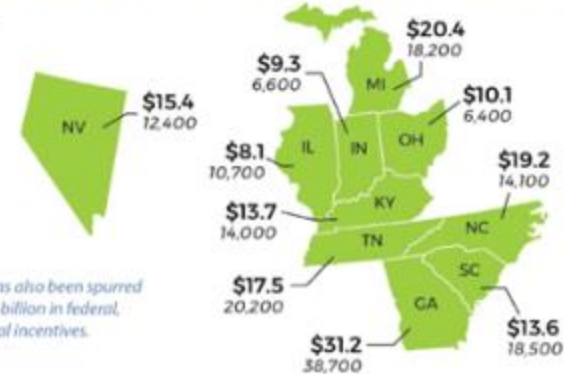 $20.4
18,200
MI
$9.3
6,600
$10.1
6,400
$15.4
12,400
NV
IL
IN
OH
$8.1
10,700
$19.2
14,100
KY
$13.7
14,000
NC
TN
SC
$17.5
20,200
GA
$13.6
18,500
$31.2
38,700
as also been spurred
billion in federal,
al incentives.